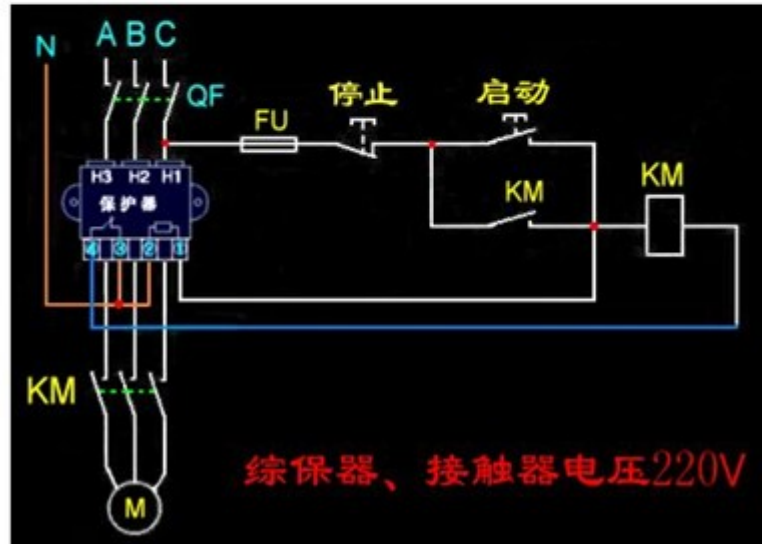 A B C
N
QF
停止
启动
FU
H3 H2 H1
保护器
KM
KM
④ ③ ② ①
KM
综保器、接触器电压220V
M